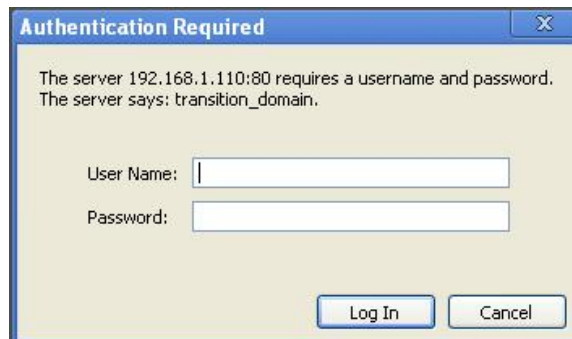 Authentication Required
The server 192.168.1.110:80 requires a username and password.
The server says: transition_domain.
User Name:
Password:
Log In Cancel